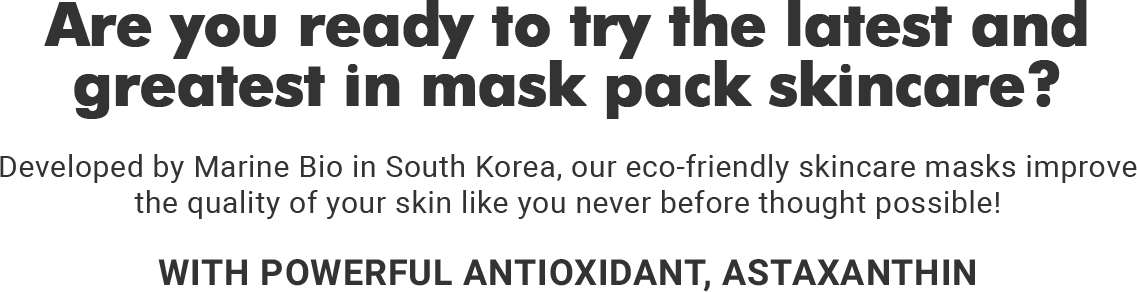 Are you ready to try the latest and
greatest in mask pack skincare?
Developed by Marine Bio in South Korea, our eco-friendly skincare masks improve
the quality of your skin like you never before thought possible!
WITH POWERFUL ANTIOXIDANT, ASTAXANTHIN